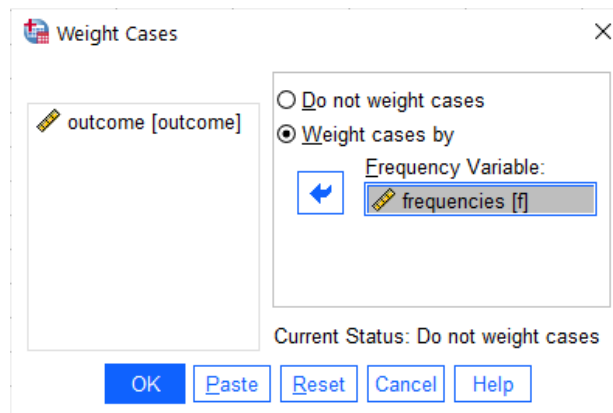 Weight Cases
outcome [outcome]
Do not weight cases
Weight cases by
Frequency Variable:
frequencies [f]
Current Status: Do not weight cases
OK Paste Reset Cancel Help